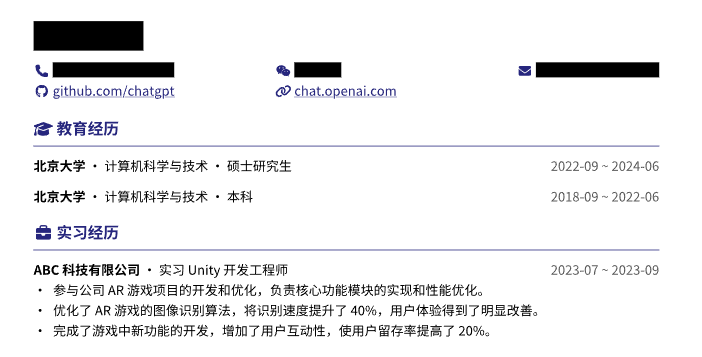 github.com/chatgpt chat.openai.com
教育经历
北京大学 · 计算机科学与技术 · 硕士研究生 2022-09 ~ 2024-06
北京大学 · 计算机科学与技术 · 本科 2018-09 ~ 2022-06
实习经历
ABC 科技有限公司 · 实习 Unity 开发工程师 2023-07 ~ 2023-09
· 参与公司 AR 游戏项目的开发和优化，负责核心功能模块的实现和性能优化。
· 优化了 AR 游戏的图像识别算法，将识别速度提升了 40%，用户体验得到了明显改善。
· 完成了游戏中新功能的开发，增加了用户互动性，使用户留存率提高了 20%。